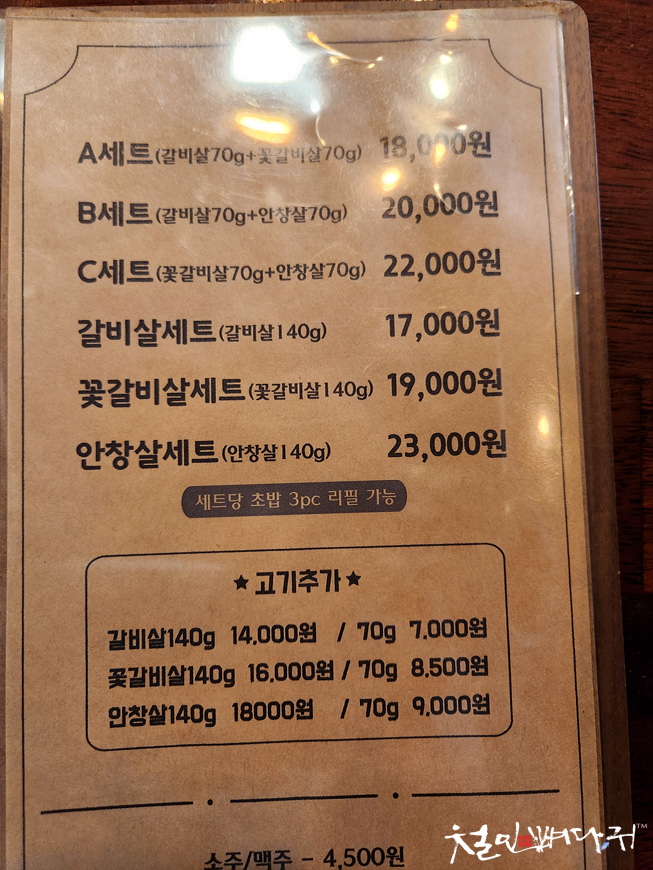 A세트(갈비살70g+꽃갈비살70g) 18,000원
B세트(갈비살70g+안창살70g) 20,000원
C세트(꽃갈비살70g+안창살70g) 22,000원
갈비살세트(갈비살140g) 17,000원
꽃갈비살세트(꽃갈비살140g) 19,000원
안창살세트(안창살140g) 23,000원
세트당 초밥 3pc 리필 가능
★고기추가★
갈비살140g 14,000원 / 70g 7,000원
꽃갈비살140g 16,000원 / 70g 8,500원
안창살140g 18000원 / 70g 9,000원
소주/맥주 - 4,500원
철인뼈다귀™